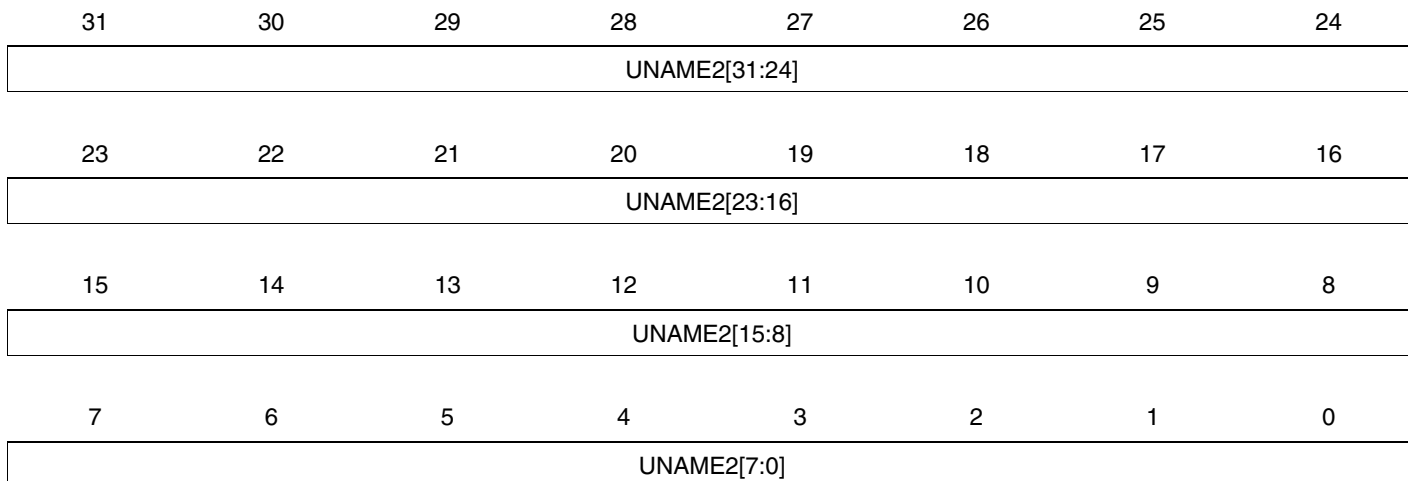 31 30 29 28 27 26 25 24
UNAME2[31:24]
23 22 21 20 19 18 17 16
UNAME2[23:16]
15 14 13 12 11 10 9 8
UNAME2[15:8]
7 6 5 4 3 2 1 0
UNAME2[7:0]